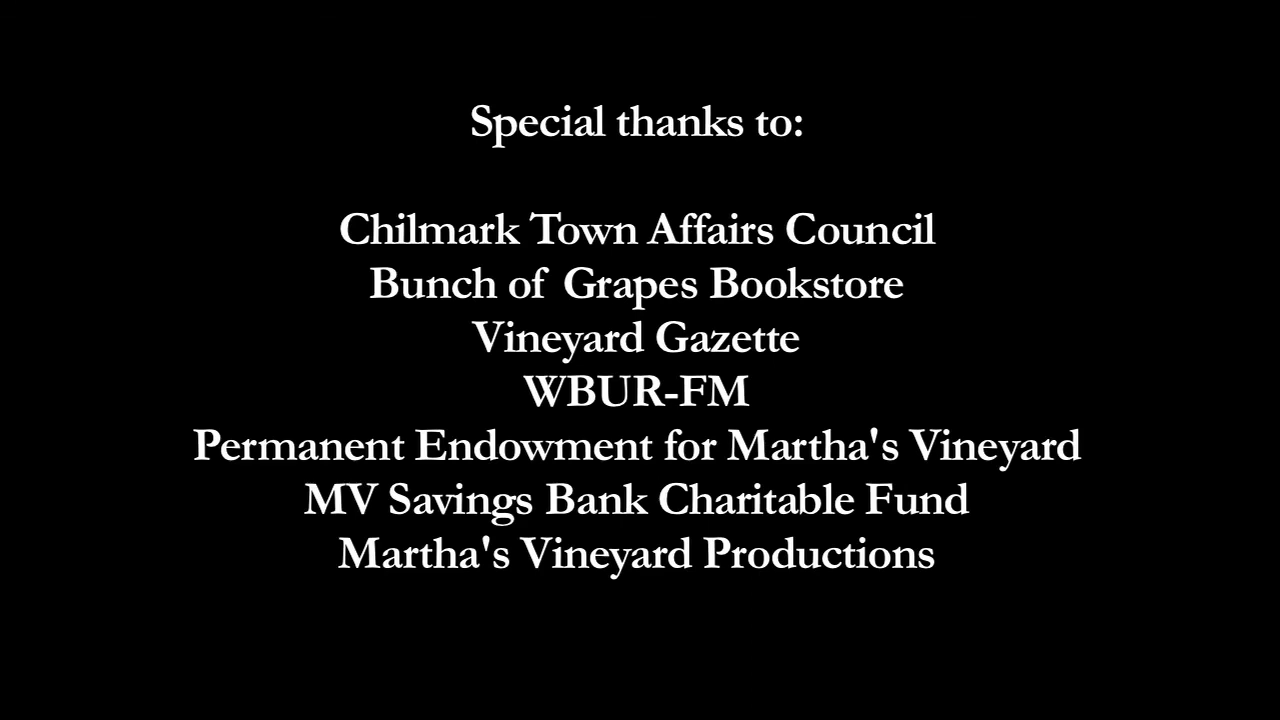 Special thanks to:
Chilmark Town Affairs Council
Bunch of Grapes Bookstore
Vineyard Gazette
WBUR-FM
Permanent Endowment for Martha's Vineyard
MV Savings Bank Charitable Fund
Martha's Vineyard Productions